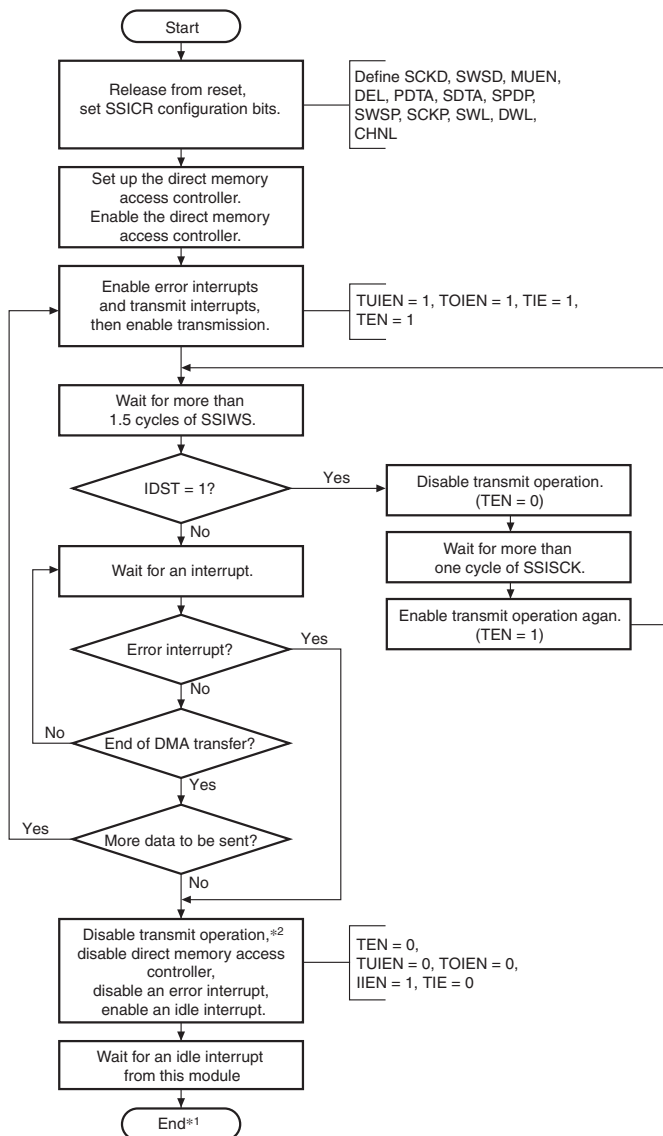 Start
Release from reset,
set SSICR configuration bits.
Define SCKD, SWSD, MUEN,
DEL, PDTA, SDTA, SPDP,
SWSP, SCKP, SWL, DWL,
CHNL
Set up the direct memory
access controller.
Enable the direct memory
access controller.
Enable error interrupts
and transmit interrupts,
then enable transmission.
TUIEN = 1, TOIEN = 1, TIE = 1,
TEN = 1
Wait for more than
1.5 cycles of SSIWS.
IDST = 1?
Yes
No
Disable transmit operation.
(TEN = 0)
Wait for more than
one cycle of SSISCK.
Enable transmit operation agan.
(TEN = 1)
Wait for an interrupt.
Error interrupt?
Yes
No
End of DMA transfer?
No
Yes
More data to be sent?
Yes
No
Disable transmit operation,*2
disable direct memory access
controller,
disable an error interrupt,
enable an idle interrupt.
TEN = 0,
TUIEN = 0, TOIEN = 0,
IIEN = 1, TIE = 0
Wait for an idle interrupt
from this module
End*1